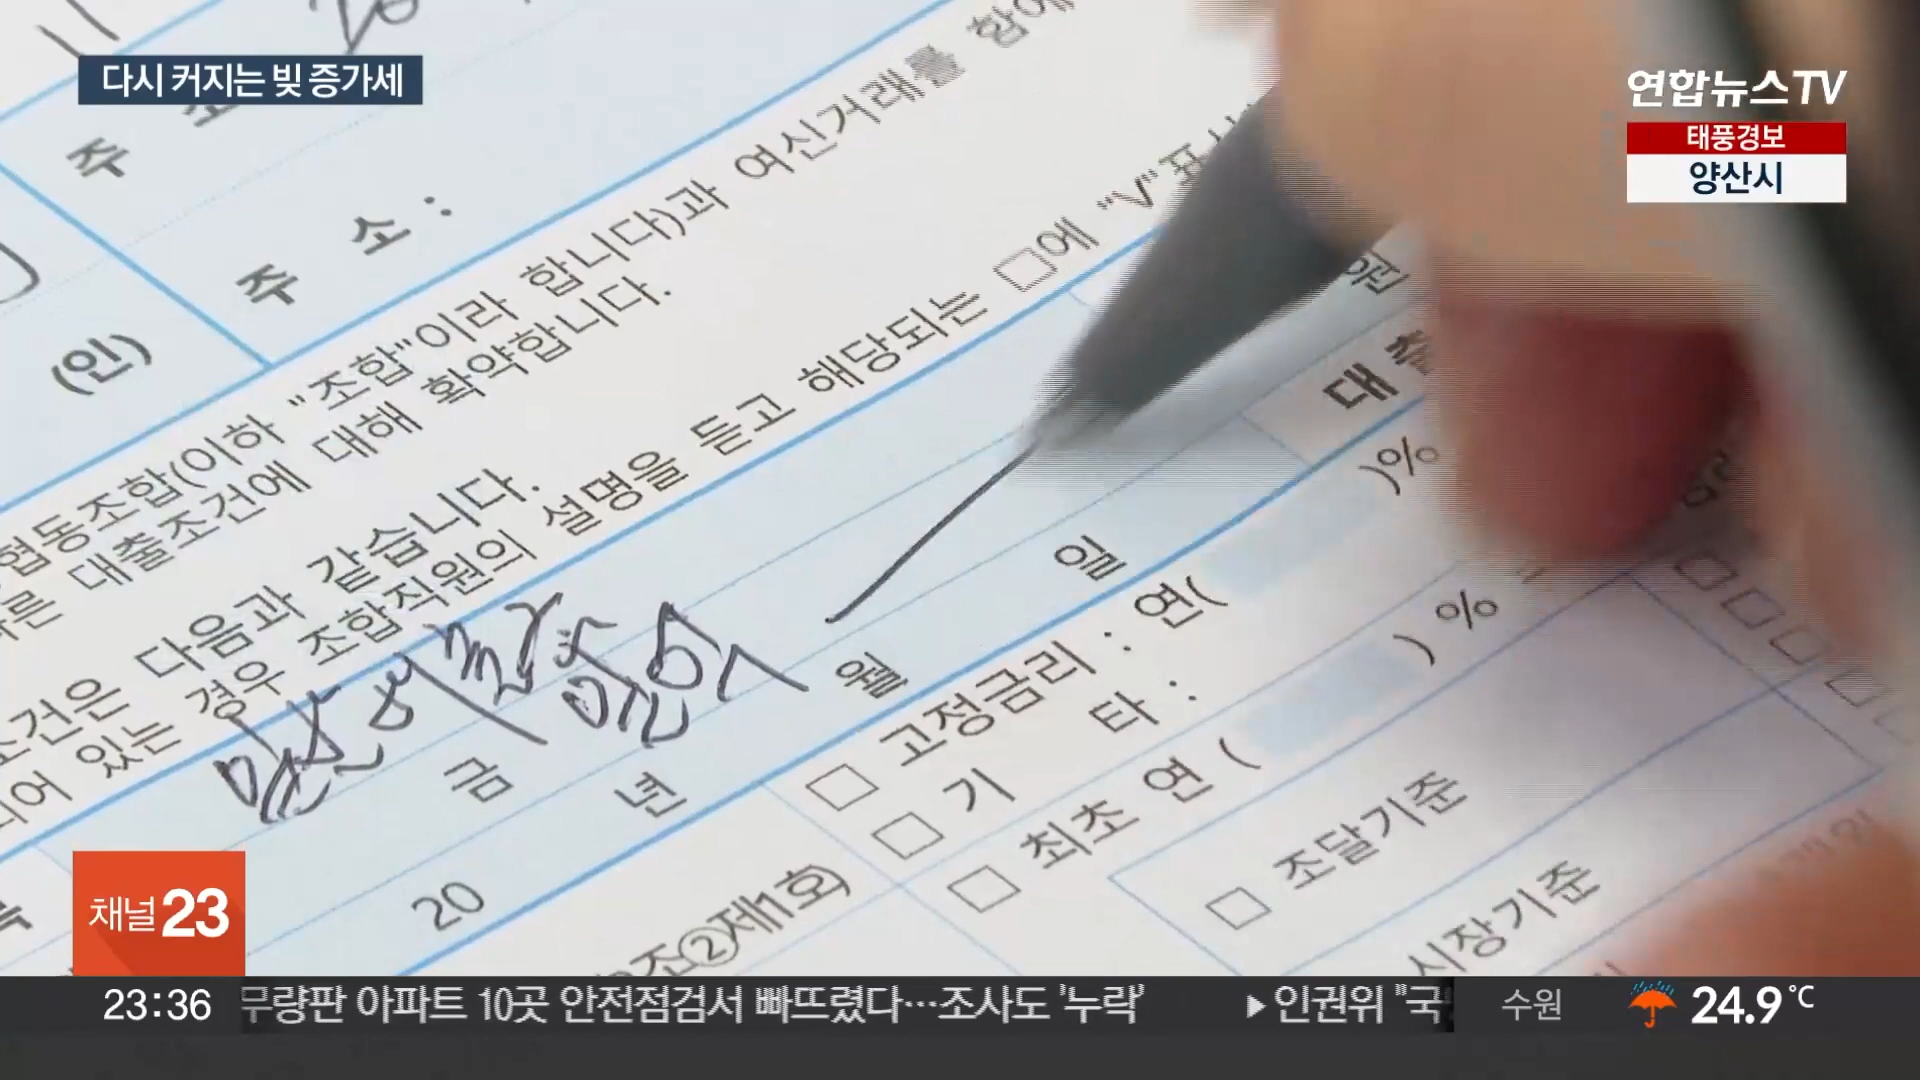 다시 커지는 빚 증가세
연합뉴스TV
태풍경보
양산시
주
주 소 :
(인)
협동조합(이하 "조합"이라 합니다)과 여신거래를 함에
대출조건에 대해 확약합니다.
조건은 다음과 같습니다.
되어 있는 경우 조합직원의 설명을 듣고 해당되는 □에 "V"표시
원
금
대출
20 년 월 일
□ 고정금리 : 연( )%
□ 기 타 :
□ 최초 연 ( ) %
□ 조달기준
시장기준
조②제1호)
채널 23
23:36 무량판 아파트 10곳 안전점검서 빠뜨렸다…조사도 '누락' ▶인권위 "국 수원 24.9℃